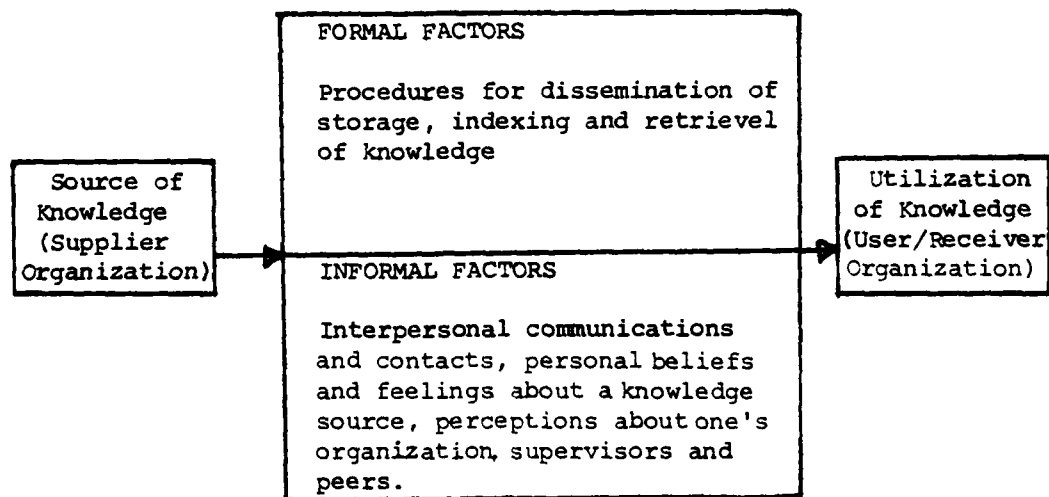 FORMAL FACTORS
Procedures for dissemination of
storage, indexing and retrievel
of knowledge
Source of
Knowledge
(Supplier
Organization)
Utilization
of Knowledge
(User/Receiver
Organization)
INFORMAL FACTORS
Interpersonal communications
and contacts, personal beliefs
and feelings about a knowledge
source, perceptions about one's
organization, supervisors and
peers.